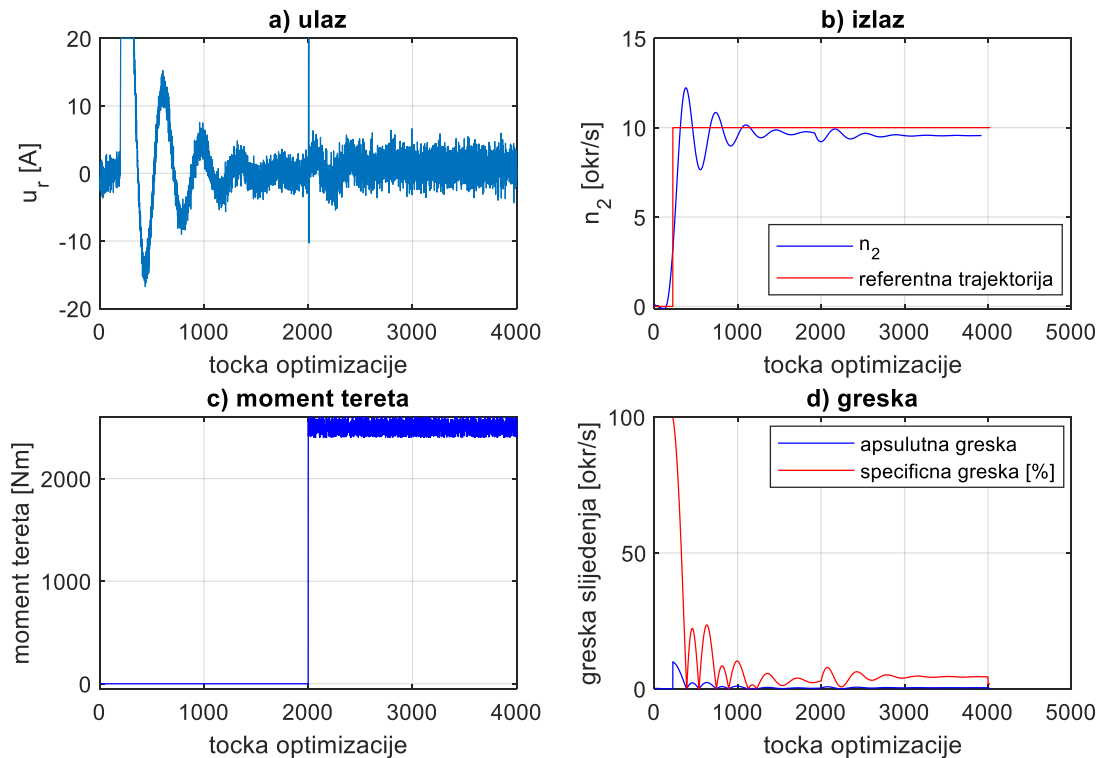 a) ulaz
20
10
0
-10
-20
u_r [A]
0
1000
2000
3000
4000
tocka optimizacije
b) izlaz
15
10
5
0
n_2 [okr/s]
n_2
referentna trajektorija
0
1000
2000
3000
4000
5000
tocka optimizacije
c) moment tereta
2000
1000
0
moment tereta [Nm]
0
1000
2000
3000
4000
tocka optimizacije
d) greska
100
50
0
greska slijedenja [okr/s]
apsulutna greska
specificna greska [%]
0
1000
2000
3000
4000
5000
tocka optimizacije